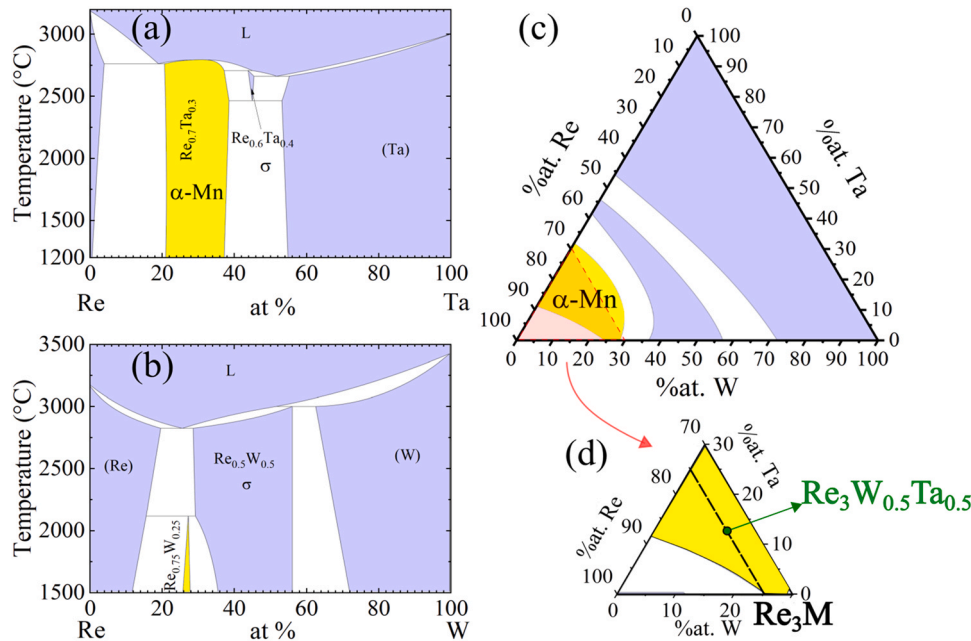 (a)
Temperature (°C)
3000
2500
2000
1500
1200
L
Re0.7Ta0.3
α-Mn
Re0.6Ta0.4
σ
(Ta)
0 20 40 60 80 100
Re at % Ta
(b)
Temperature (°C)
3500
3000
2500
2000
1500
L
(Re)
Re0.5W0.5
σ
(W)
Re0.75W0.25
0 20 40 60 80 100
Re at % W
(c)
%at. Re
0
10
20
30
40
50
60
70
80
90
100
%at. Ta
100
90
80
70
60
50
40
30
20
10
0
α-Mn
0 10 20 30 40 50 60 70 80 90 100
%at. W
(d)
%at. Re
70
80
90
100
%at. Ta
30
20
10
0
Re3W0.5Ta0.5
0 10 20 30
%at. W
Re3M